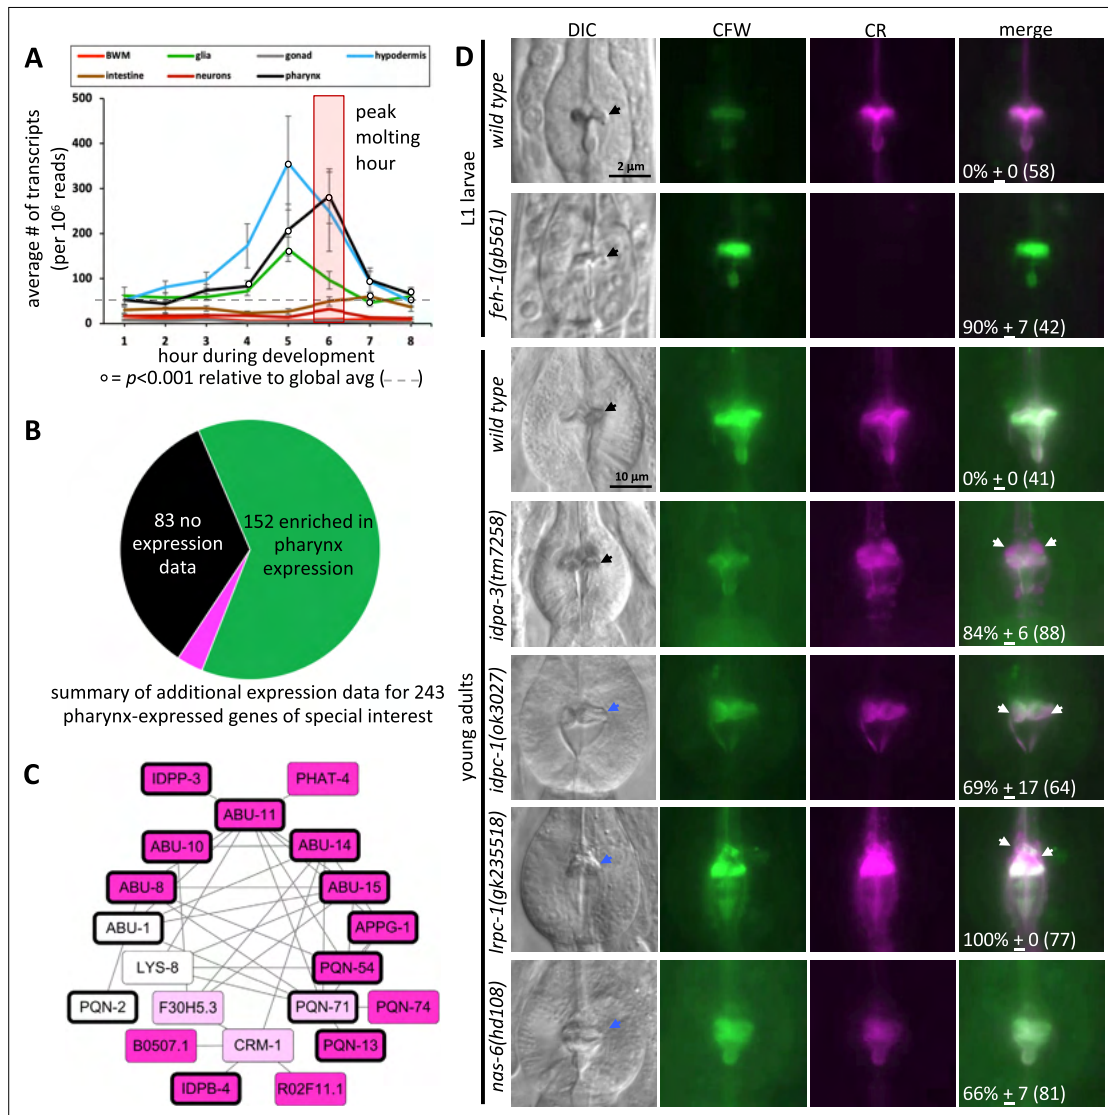 A
BWM glia gonad hypodermis
intestine neurons pharynx
500
400
300
200
100
0
average # of transcripts
(per 10⁶ reads)
peak
molting
hour
1 2 3 4 5 6 7 8
hour during development
o= p<0.001 relative to global avg (---)
B
83 no
expression
data
152 enriched in
pharynx
expression
summary of additional expression data for 243
pharynx-expressed genes of special interest
C
IDPP-3 PHAT-4
ABU-11
ABU-10 ABU-14
ABU-8 ABU-15
ABU-1 APPG-1
LYS-8 PQN-54
PQN-2 F30H5.3 PQN-71 PQN-74
B0507.1 CRM-1 PQN-13
IDPB-4 R02F11.1
D
DIC CFW CR merge
L1 larvae
wild type
2 µm
0% ± 0 (58)
feh-1(gb561)
90% ± 7 (42)
young adults
wild type
10 µm
0% ± 0 (41)
idpa-3(tm7258)
84% ± 6 (88)
idpc-1(ok3027)
69% ± 17 (64)
lrpc-1(gk235518)
100% ± 0 (77)
nas-6(hd108)
66% ± 7 (81)